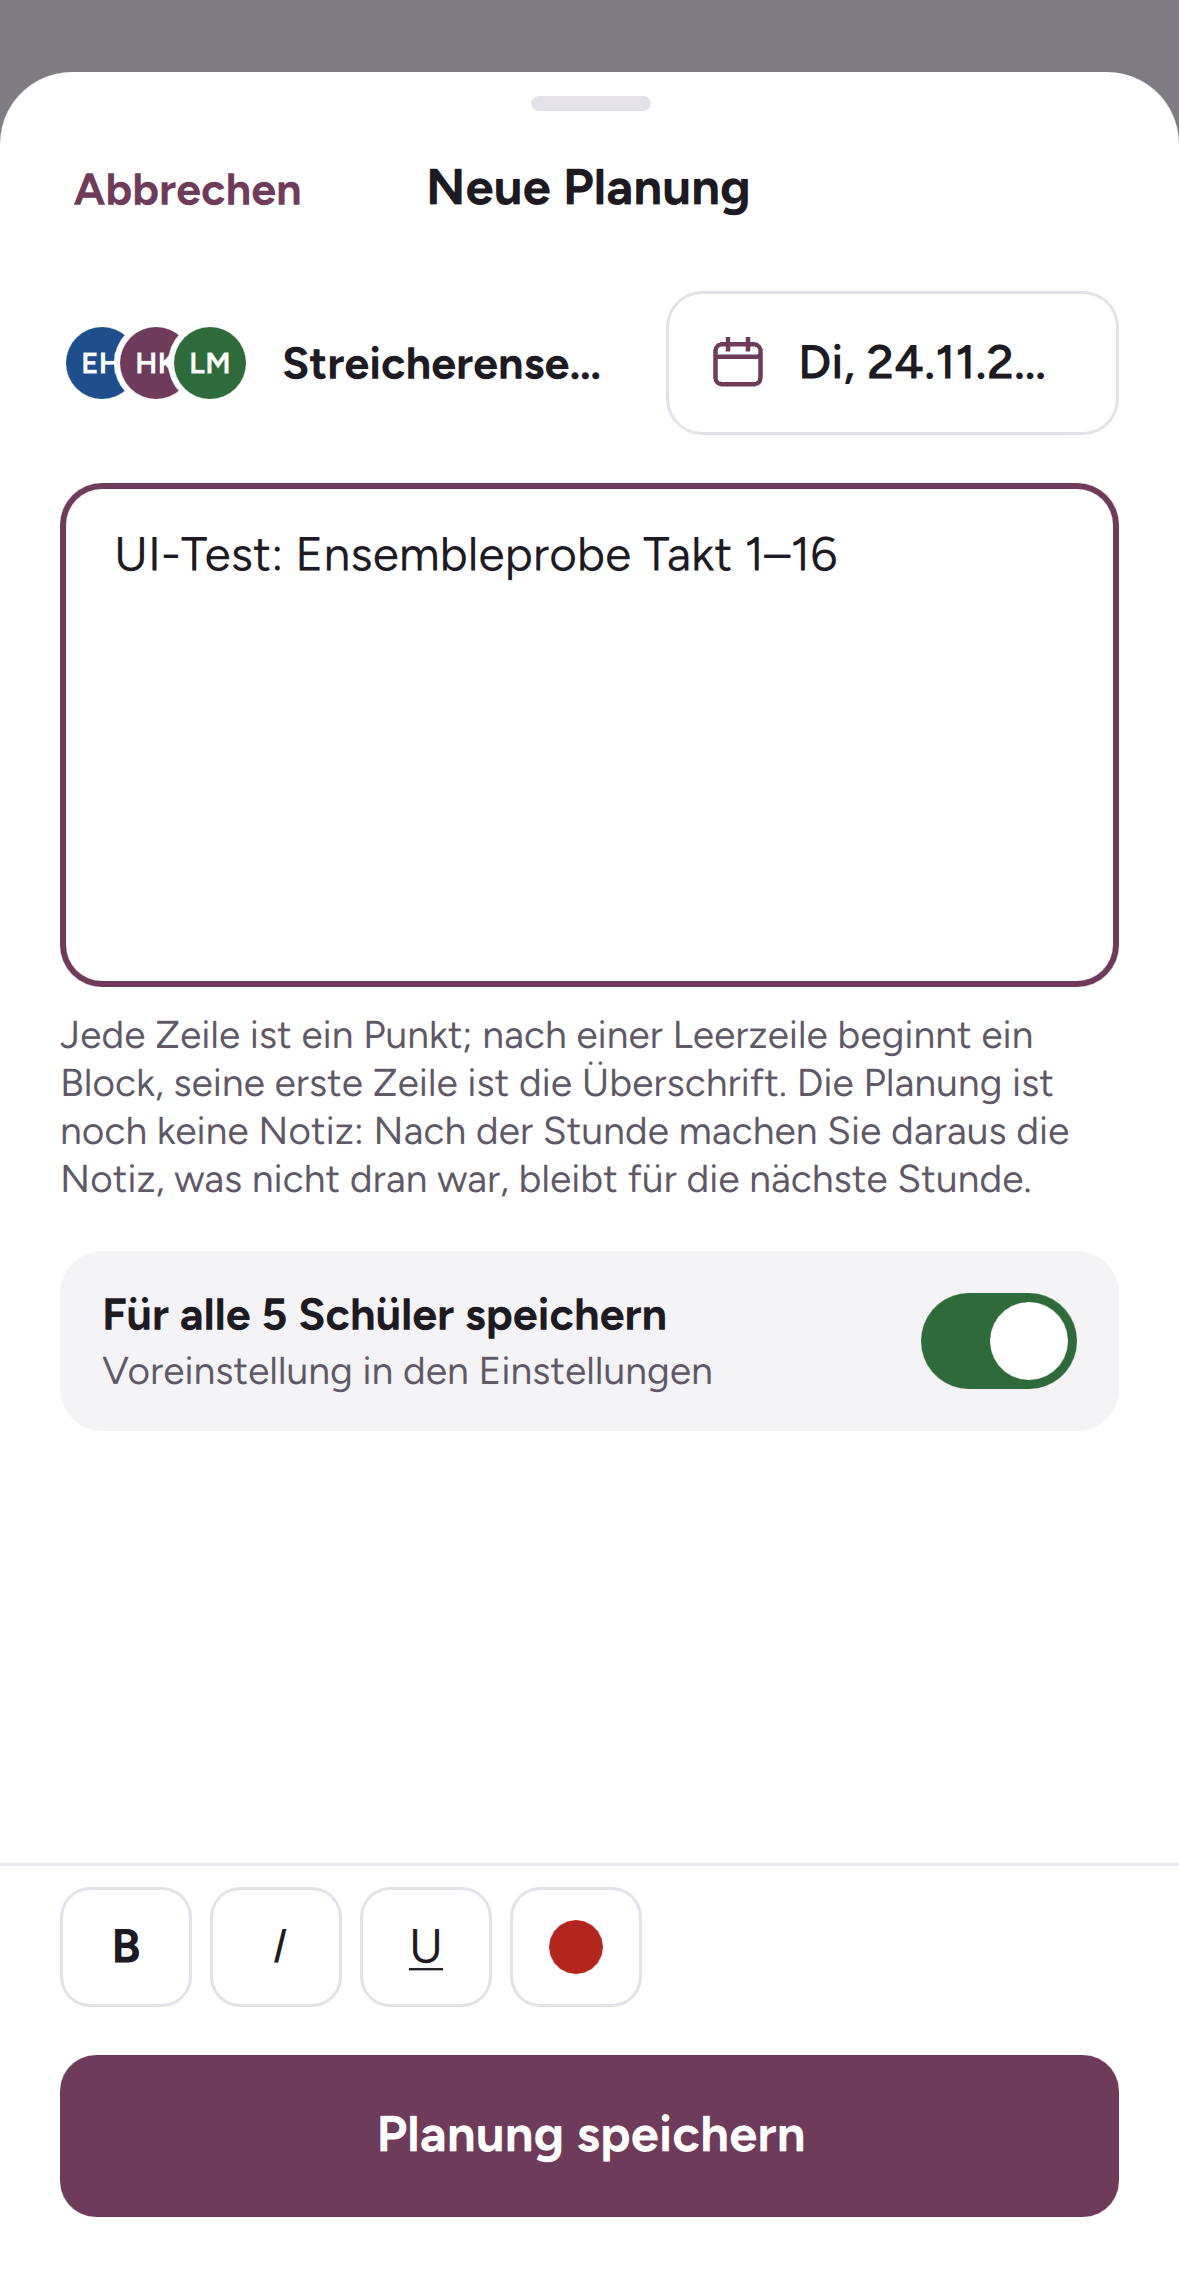 Abbrechen
Neue Planung
EH HK LM Streicherense...
Di, 24.11.2...
UI-Test: Ensembleprobe Takt 1–16
Jede Zeile ist ein Punkt; nach einer Leerzeile beginnt ein
Block, seine erste Zeile ist die Überschrift. Die Planung ist
noch keine Notiz: Nach der Stunde machen Sie daraus die
Notiz, was nicht dran war, bleibt für die nächste Stunde.
Für alle 5 Schüler speichern
Voreinstellung in den Einstellungen
B I U
Planung speichern